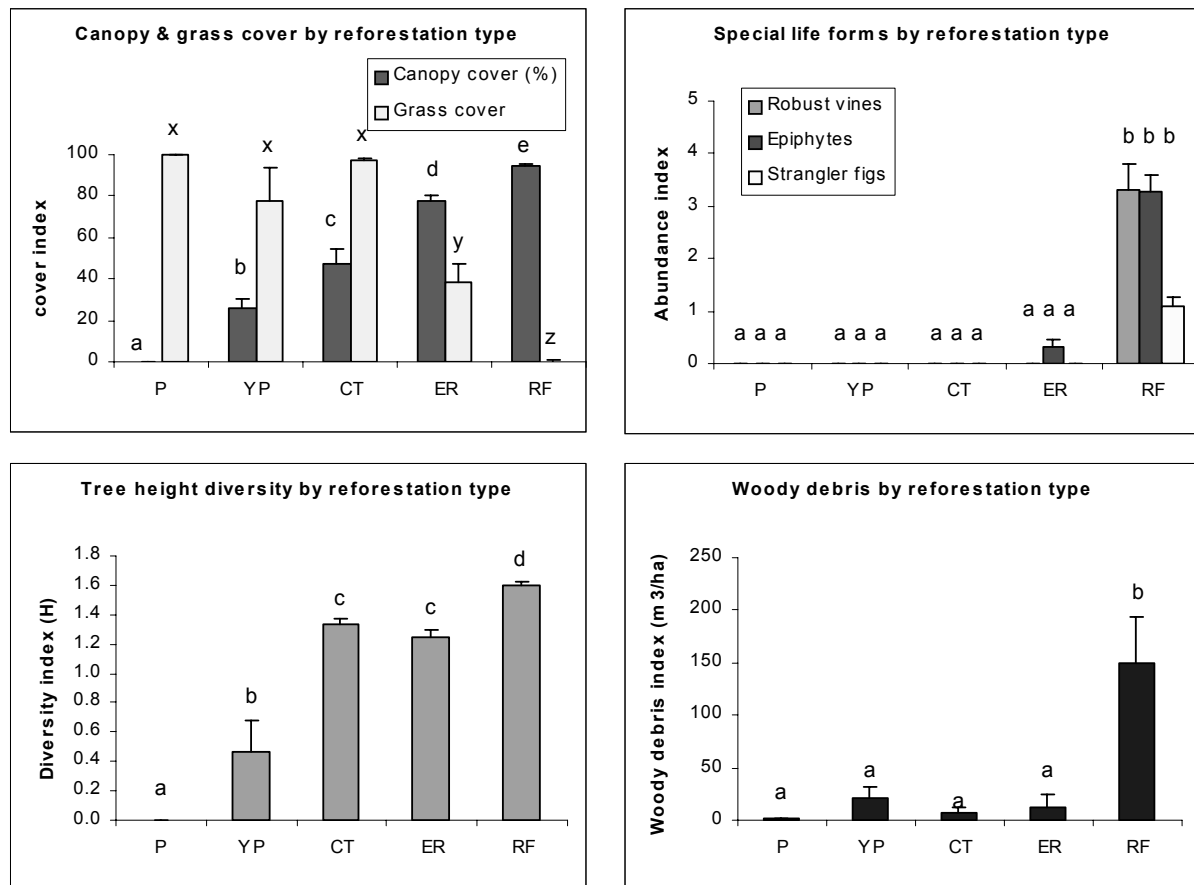 Canopy & grass cover by reforestation type
Canopy cover (%)
Grass cover
cover index
100
80
60
40
20
0
a x b x c x d y e z
P YP CT ER RF
Special life forms by reforestation type
Robust vines
Epiphytes
Strangler figs
Abundance index
5
4
3
2
1
0
a a a a a a a a a a a a b b b
P YP CT ER RF
Tree height diversity by reforestation type
Diversity index (H)
1.8
1.6
1.4
1.2
1.0
0.8
0.6
0.4
0.2
0.0
a b c c d
P YP CT ER RF
Woody debris by reforestation type
Woody debris index (m3/ha)
250
200
150
100
50
0
a a a a b
P YP CT ER RF